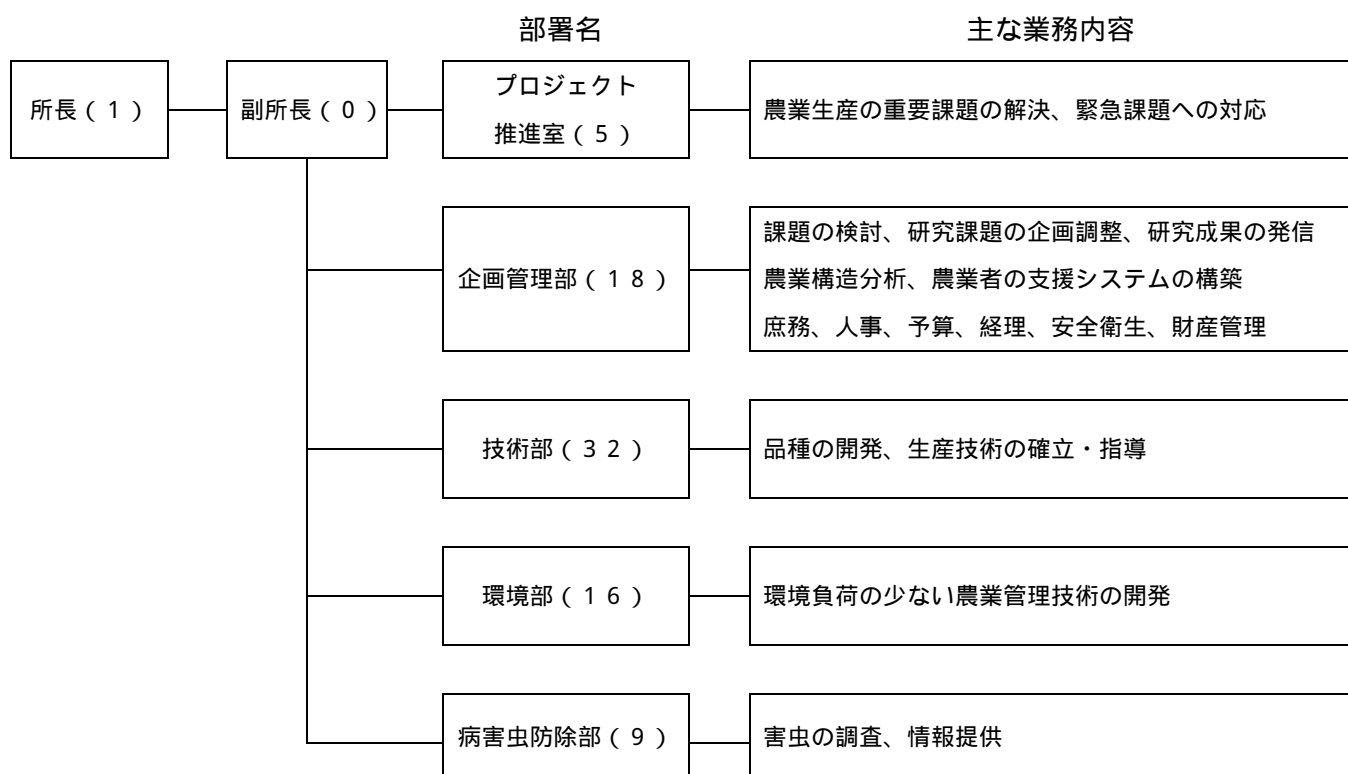 部署名
主な業務内容
所長(1)
副所長(0)
プロジェクト
推進室(5)
農業生産の重要課題の解決、緊急課題への対応
企画管理部(18)
課題の検討、研究課題の企画調整、研究成果の発信
農業構造分析、農業者の支援システムの構築
庶務、人事、予算、経理、安全衛生、財産管理
技術部(32)
品種の開発、生産技術の確立・指導
環境部(16)
環境負荷の少ない農業管理技術の開発
病害虫防除部(9)
害虫の調査、情報提供